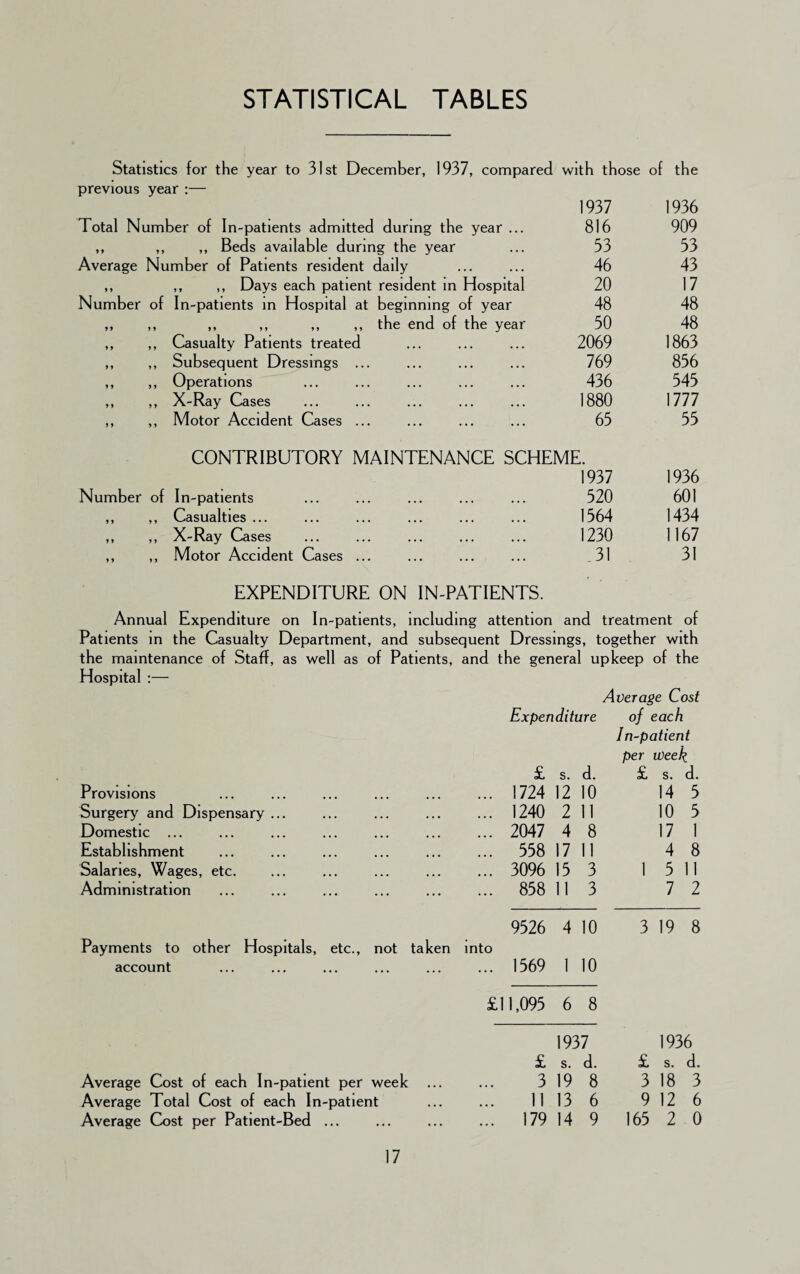 STATISTICAL TABLES
Statistics for the year to 31st December, 1937, compared with those of the
previous year :—
1937 1936
Total Number of In-patients admitted during the year ... 816 909
,, ,, ,, Beds available during the year ... 53 53
Average Number of Patients resident daily ... ... 46 43
,, ,, ,, Days each patient resident in Hospital 20 17
Number of In-patients in Hospital at beginning of year 48 48
,, ,, ,, ,, ,, ,, the end of the year 50 48
,, ,, Casualty Patients treated ... ... ... 2069 1863
,, ,, Subsequent Dressings ... ... ... ... 769 856
,, ,, Operations ... ... ... ... ... 436 545
,, ,, X-Ray Cases ... ... ... ... ... 1880 1777
,, ,, Motor Accident Cases ... ... ... ... 65 55
CONTRIBUTORY MAINTENANCE SCHEME.
1937 1936
Number of In-patients ... ... ... ... ... 520 601
,, ,, Casualties ... ... ... ... ... ... 1564 1434
,, ,, X-Ray Cases ... ... ... ... ... 1230 1167
,, ,, Motor Accident Cases ... ... ... ... 31 31
EXPENDITURE ON IN-PATIENTS.
Annual Expenditure on In-patients, including attention and treatment of
Patients in the Casualty Department, and subsequent Dressings, together with
the maintenance of Staff, as well as of Patients, and the general upkeep of the
Hospital :—
Average Cost
Expenditure of each
In-patient
per week
£ s. d. £ s. d.
Provisions ... ... ... ... ... ... 1724 12 10 14 5
Surgery and Dispensary ... ... ... ... ... 1240 2 11 10 5
Domestic ... ... ... ... ... ... ... 2047 4 8 17 1
Establishment ... ... ... ... ... ... 558 17 11 4 8
Salaries, Wages, etc. ... ... ... ... ... 3096 15 3 1 5 11
Administration ... ... ... ... ... ... 858 11 3 7 2
9526 4 10 3 19 8
Payments to other Hospitals, etc., not taken into
account ... ... ... ... ... ... 1569 1 10
£11,095 6 8
1937 1936
£ s. d. £ s. d.
Average Cost of each In-patient per week ... ... 3 19 8 3 18 3
Average Total Cost of each In-patient ... ... 11 13 6 9 12 6
Average Cost per Patient-Bed ... ... ... ... 179 14 9 165 2 0
17